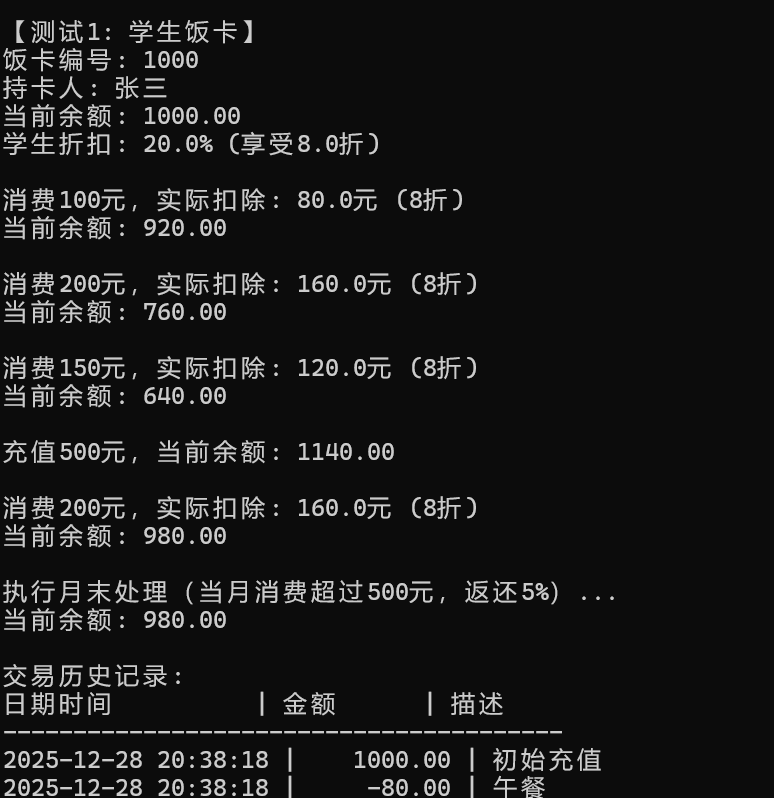 【测试1: 学生饭卡】
饭卡编号: 1000
持卡人: 张三
当前余额: 1000.00
学生折扣: 20.0% (享受8.0折)
消费100元, 实际扣除: 80.0元 (8折)
当前余额: 920.00
消费200元, 实际扣除: 160.0元 (8折)
当前余额: 760.00
消费150元, 实际扣除: 120.0元 (8折)
当前余额: 640.00
充值500元, 当前余额: 1140.00
消费200元, 实际扣除: 160.0元 (8折)
当前余额: 980.00
执行月末处理 (当月消费超过500元, 返还5%) ...
当前余额: 980.00
交易历史记录:
日期时间 | 金额 | 描述
----------------------------------------
2025-12-28 20:38:18 | 1000.00 | 初始充值
2025-12-28 20:38:18 | -80.00 | 午餐